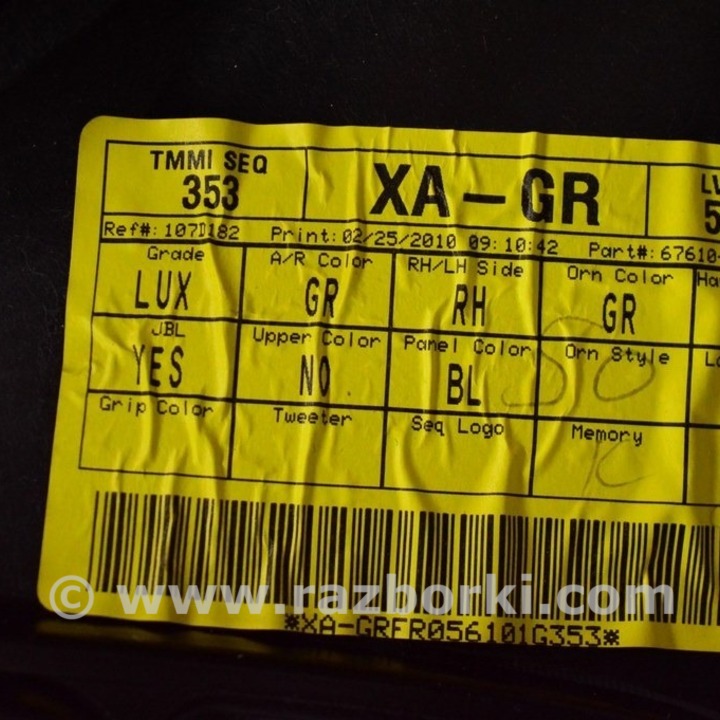 TMMI SEQ
353
XA-GR
5
Ref#: 107D182 Print: 02/25/2010 09:10:42 Part#: 67610-
Grade A/R Color RH/LH Side Orn Color
LUX GR RH GR
JBL Upper Color Panel Color Orn Style
YES NO BL
Grip Color Tweeter Seq Logo Memory
© www.razborki.com
*XA-GRFR056101G353*